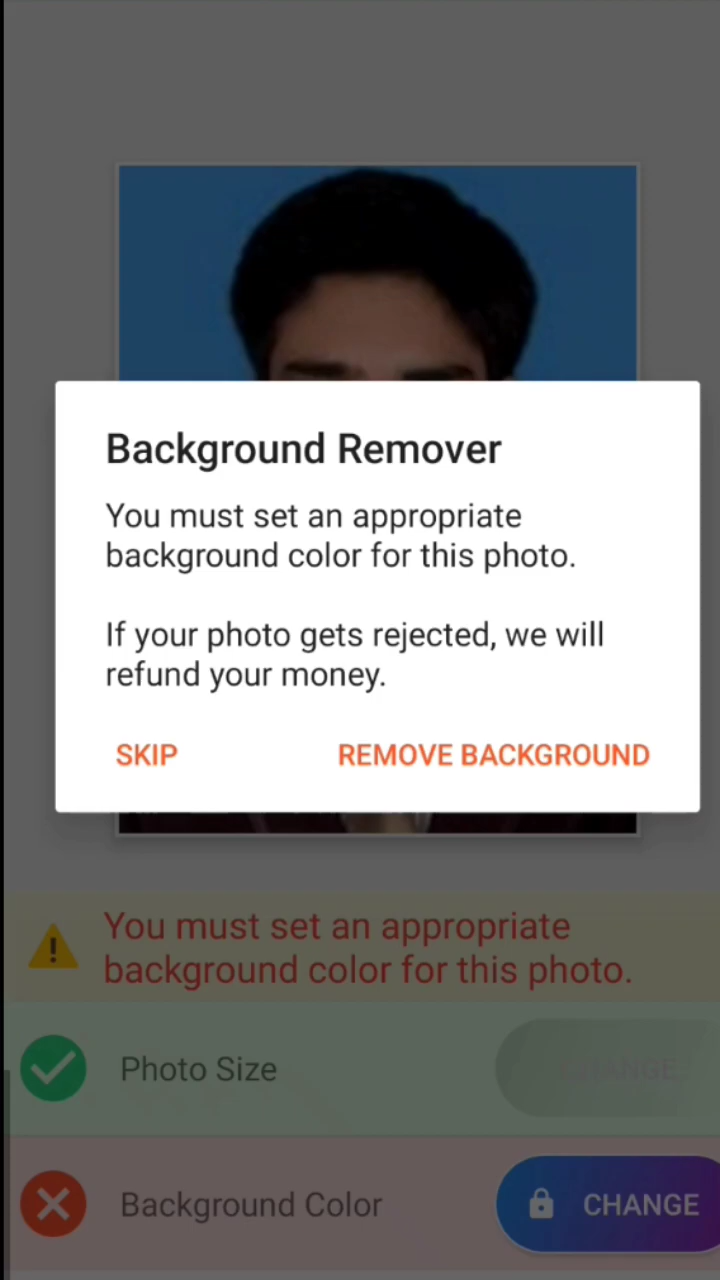 Background Remover
You must set an appropriate
background color for this photo.
If your photo gets rejected, we will
refund your money.
SKIP
REMOVE BACKGROUND
You must set an appropriate
background color for this photo.
Photo Size
CHANGE
Background Color
CHANGE